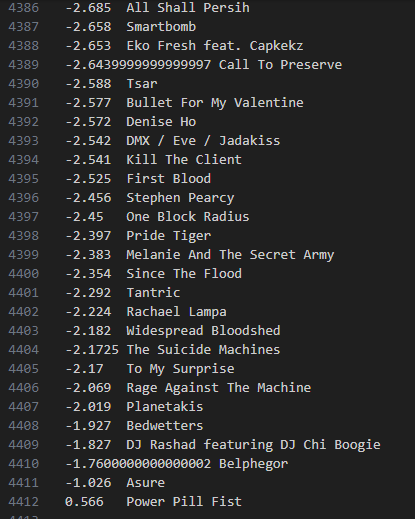 4386 -2.685 All Shall Persih
4387 -2.658 Smartbomb
4388 -2.653 Eko Fresh feat. Capkekz
4389 -2.6439999999999997 Call To Preserve
4390 -2.588 Tsar
4391 -2.577 Bullet For My Valentine
4392 -2.572 Denise Ho
4393 -2.542 DMX / Eve / Jadakiss
4394 -2.541 Kill The Client
4395 -2.525 First Blood
4396 -2.456 Stephen Pearcy
4397 -2.45 One Block Radius
4398 -2.397 Pride Tiger
4399 -2.383 Melanie And The Secret Army
4400 -2.354 Since The Flood
4401 -2.292 Tantric
4402 -2.224 Rachael Lampa
4403 -2.182 Widespread Bloodshed
4404 -2.1725 The Suicide Machines
4405 -2.17 To My Surprise
4406 -2.069 Rage Against The Machine
4407 -2.019 Planetakis
4408 -1.927 Bedwetters
4409 -1.827 DJ Rashad featuring DJ Chi Boogie
4410 -1.7600000000000002 Belphegor
4411 -1.026 Asure
4412 0.566 Power Pill Fist